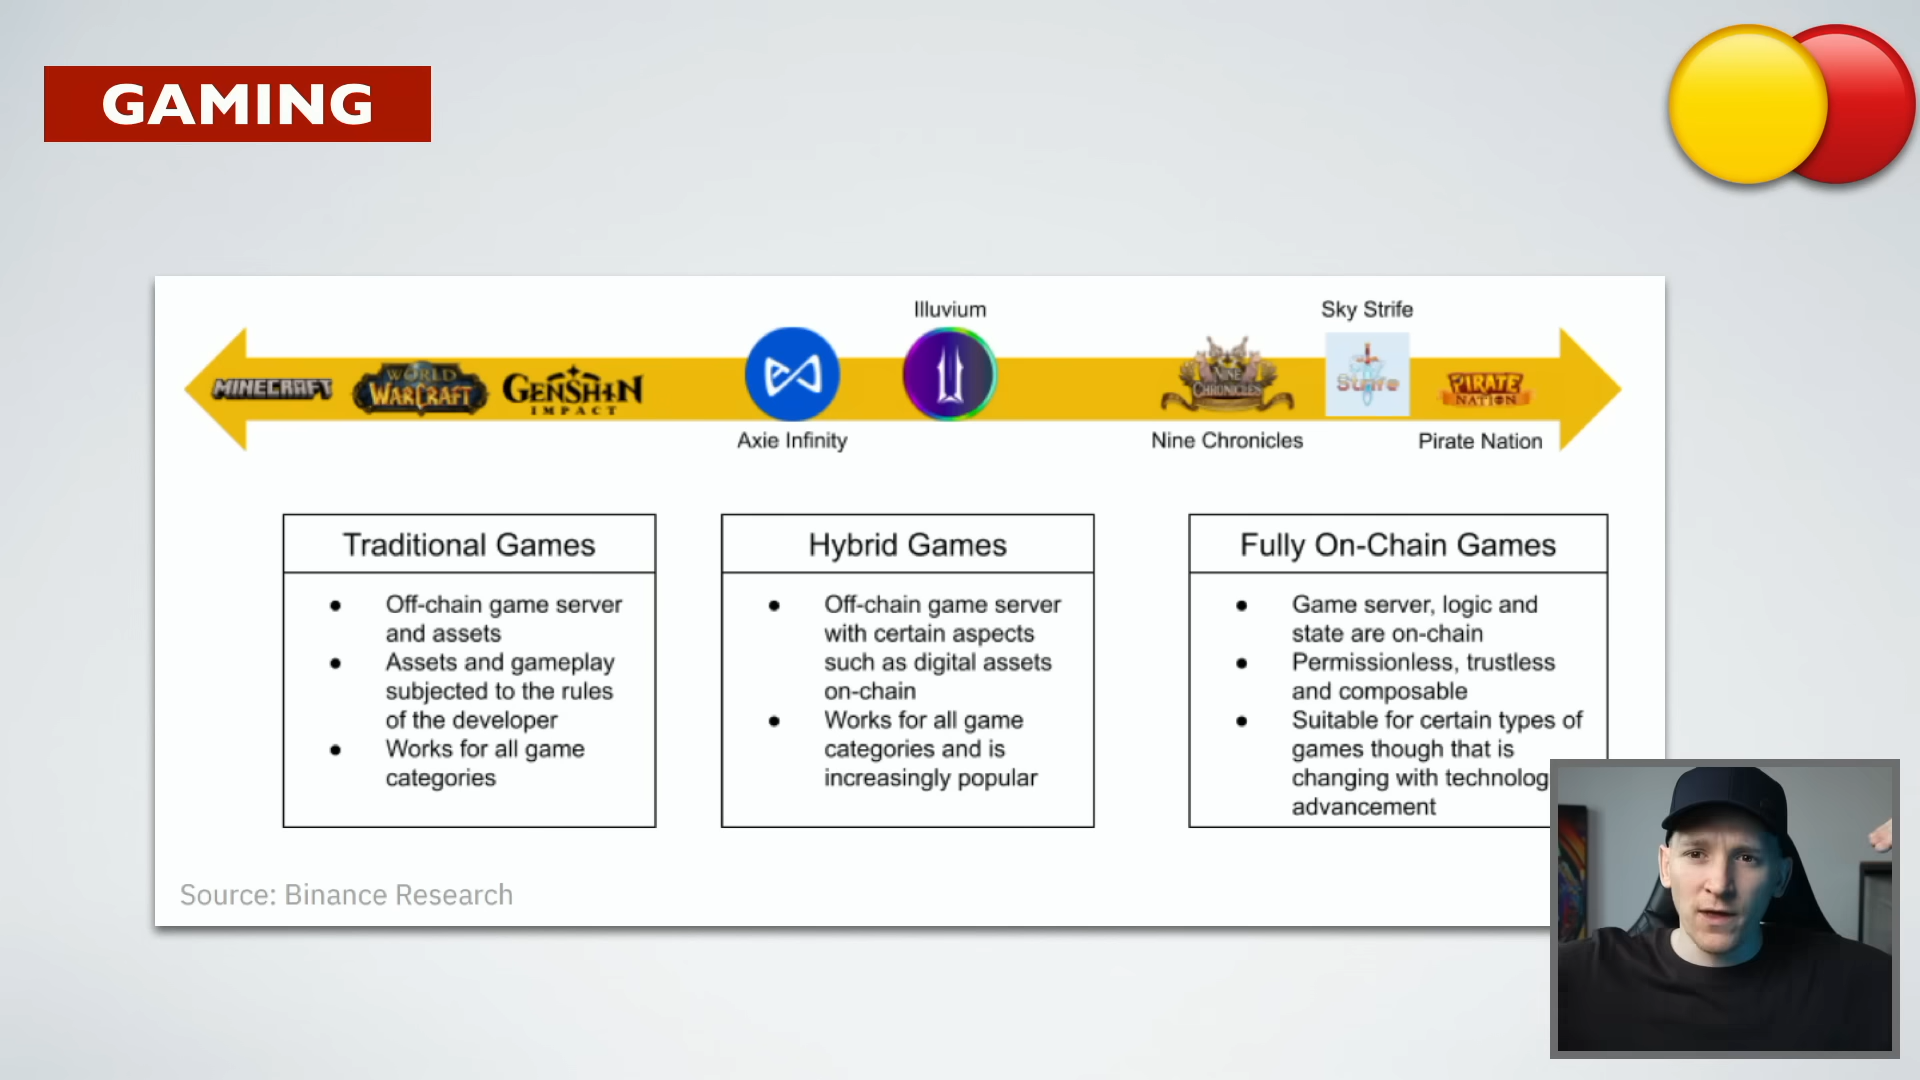 GAMING
Illuvium
Sky Strife
MINECRAFT
WORLD
WARCRAFT
GENSHIN
IMPACT
NINE
CHRONICLES
Strife
PIRATE
NATION
Axie Infinity
Nine Chronicles
Pirate Nation
Traditional Games
Off-chain game server
and assets
Assets and gameplay
subjected to the rules
of the developer
Works for all game
categories
Hybrid Games
Off-chain game server
with certain aspects
such as digital assets
on-chain
Works for all game
categories and is
increasingly popular
Fully On-Chain Games
Game server, logic and
state are on-chain
Permissionless, trustless
and composable
Suitable for certain types of
games though that is
changing with technolog
advancement
Source: Binance Research